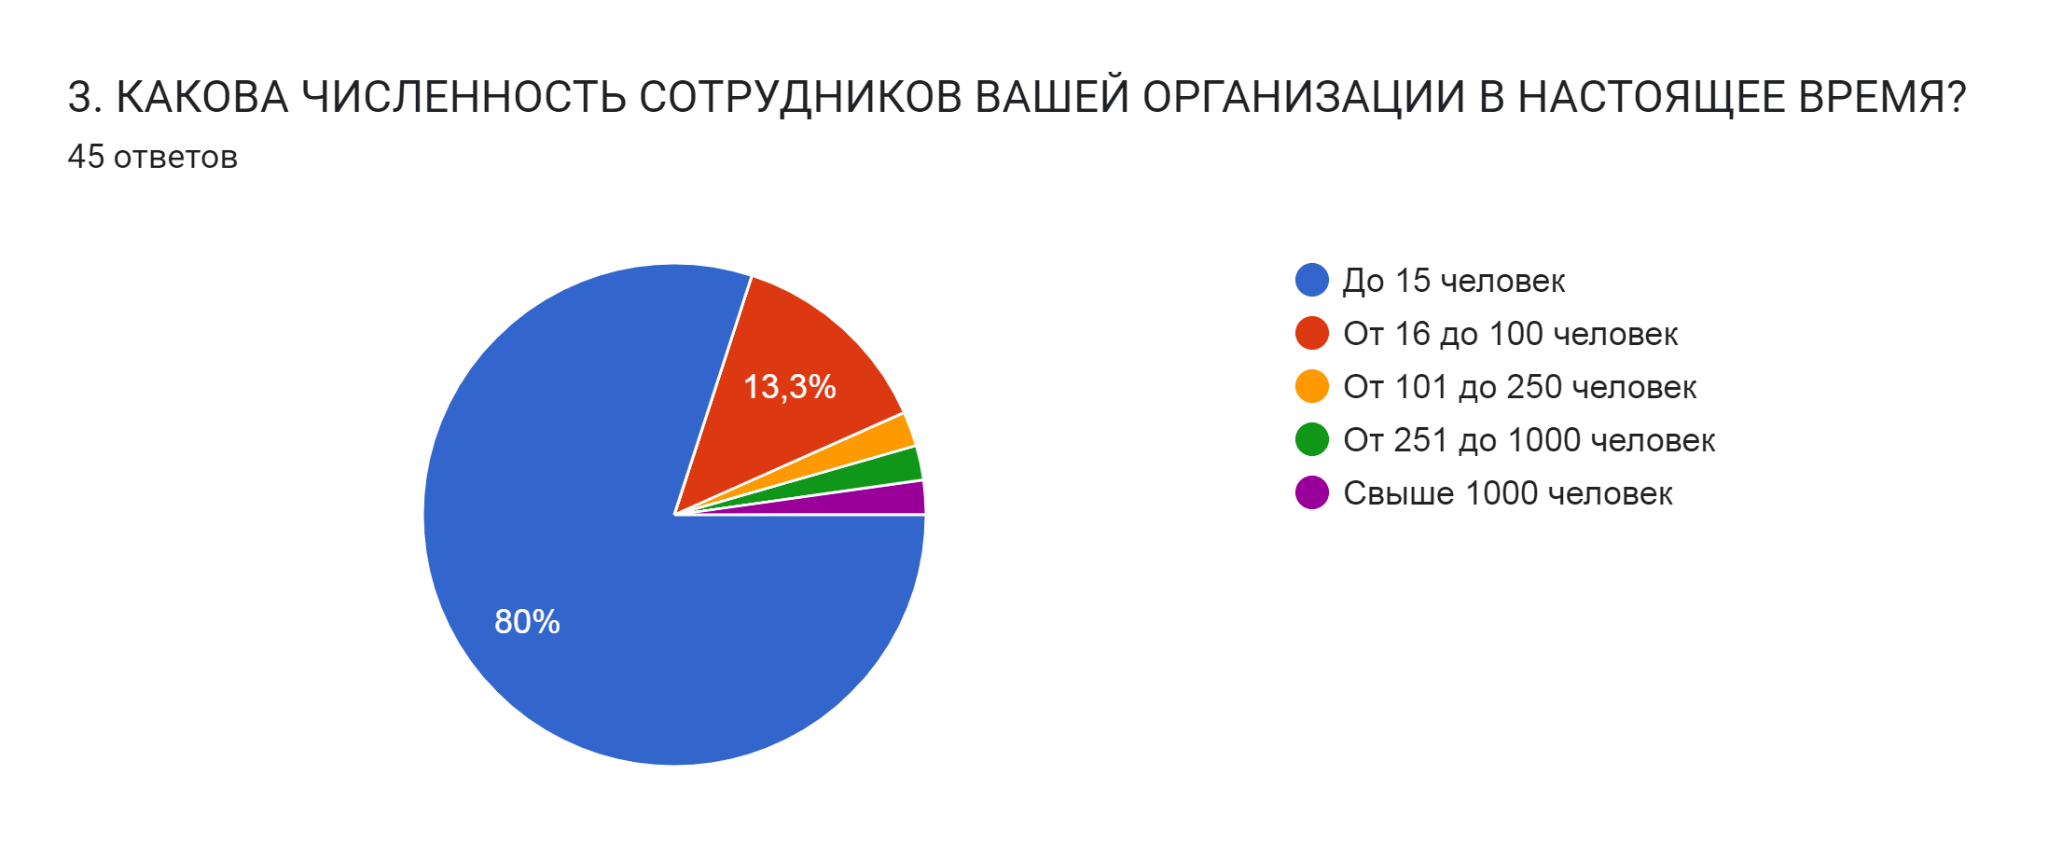 3. КАКОВА ЧИСЛЕННОСТЬ СОТРУДНИКОВ ВАШЕЙ ОРГАНИЗАЦИИ В НАСТОЯЩЕЕ ВРЕМЯ?
45 ответов
До 15 человек
От 16 до 100 человек
От 101 до 250 человек
От 251 до 1000 человек
Свыше 1000 человек
13,3%
80%